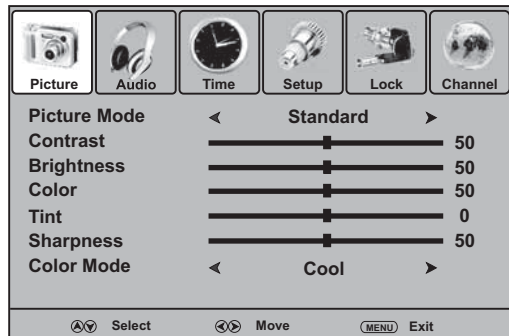 Picture Audio Time Setup Lock Channel
Picture Mode Standard
Contrast 50
Brightness 50
Color 50
Tint 0
Sharpness 50
Color Mode Cool
Select Move MENU Exit